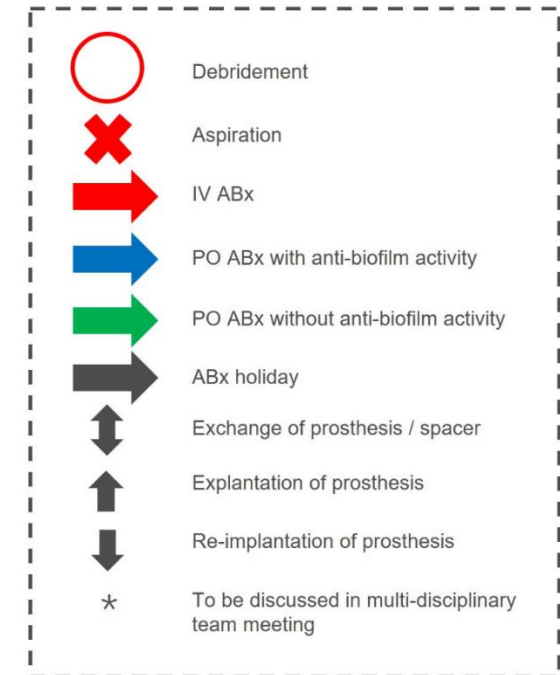 Debridement
Aspiration
IV ABx
PO ABx with anti-biofilm activity
PO ABx without anti-biofilm activity
ABx holiday
Exchange of prosthesis / spacer
Explantation of prosthesis
Re-implantation of prosthesis
* To be discussed in multi-disciplinary
team meeting